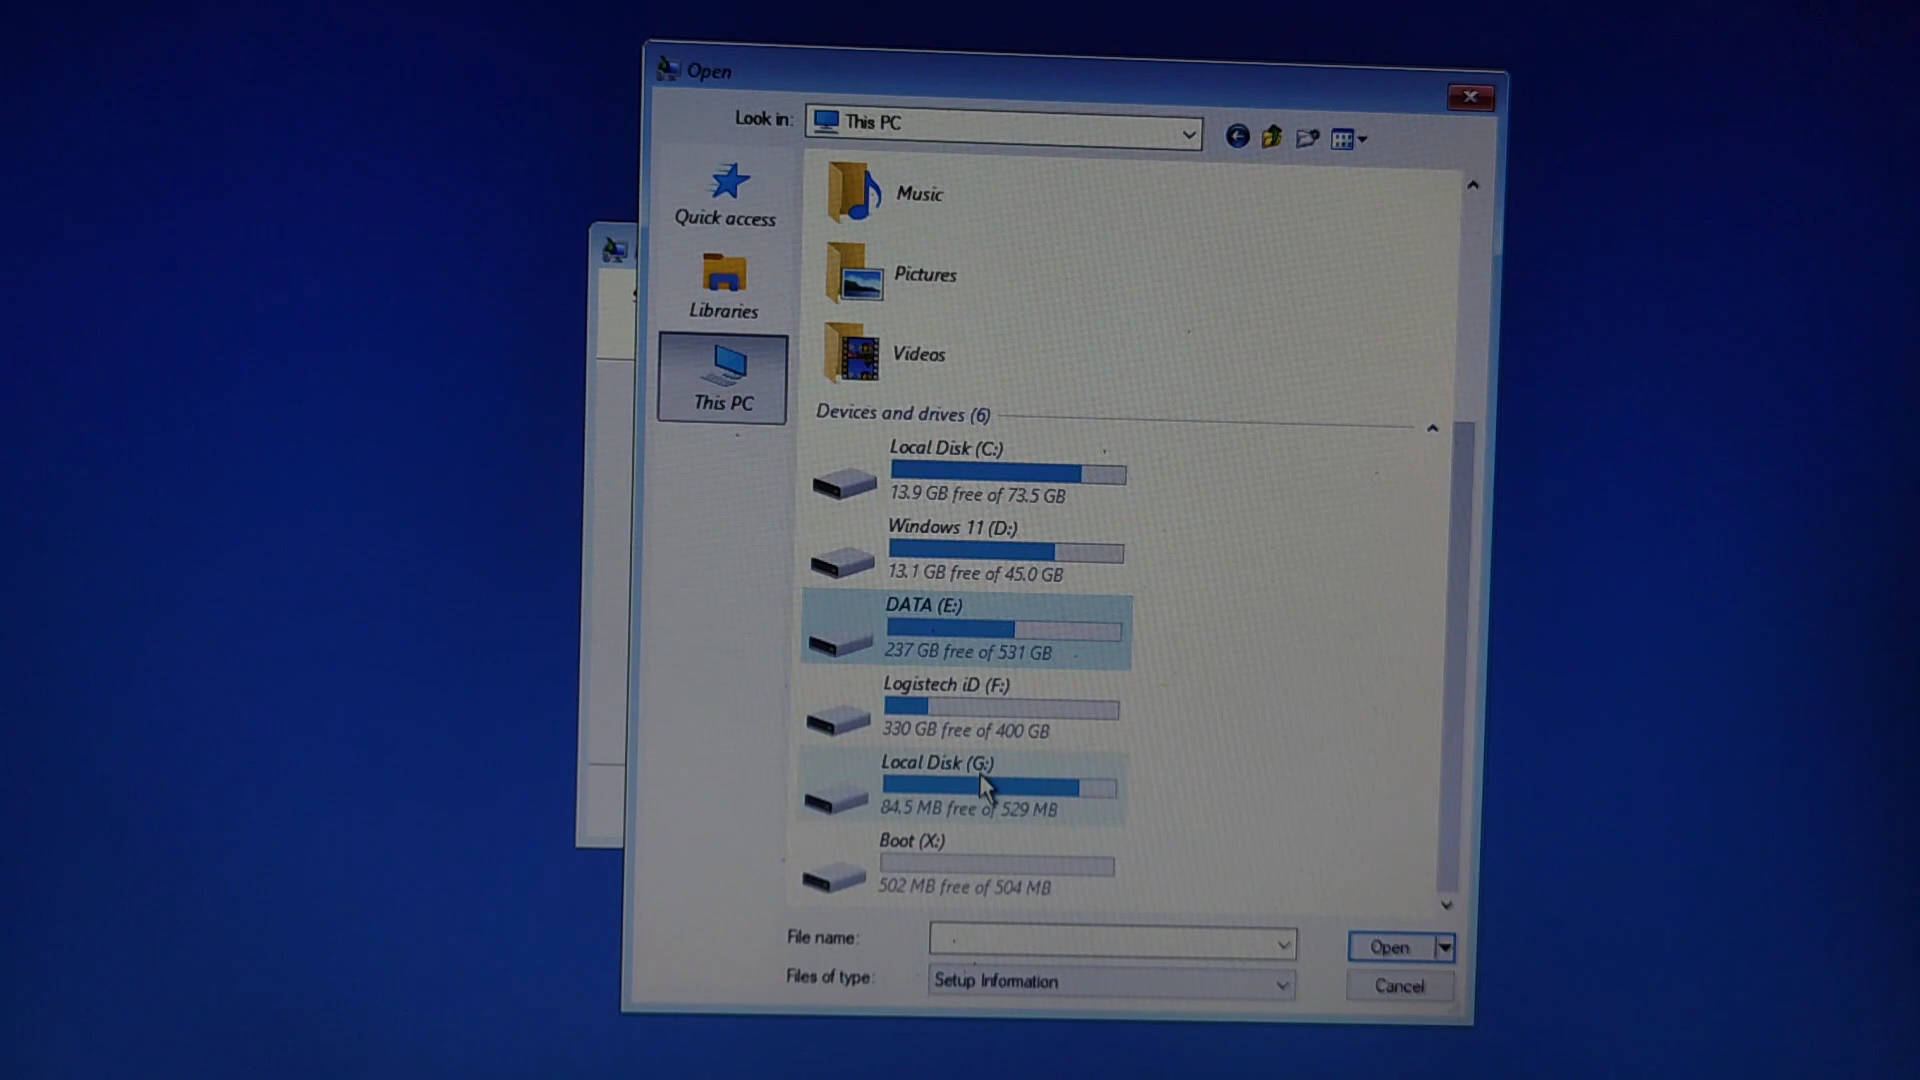 Open
Look in:
This PC
Quick access
Libraries
This PC
Music
Pictures
Videos
Devices and drives (6)
Local Disk (C:)
13.9 GB free of 73.5 GB
Windows 11 (D:)
13.1 GB free of 45.0 GB
DATA (E:)
237 GB free of 531 GB
Logistech iD (F:)
330 GB free of 400 GB
Local Disk (G:)
84.5 MB free of 529 MB
Boot (X:)
502 MB free of 504 MB
File name:
Open
Files of type:
Setup Information
Cancel